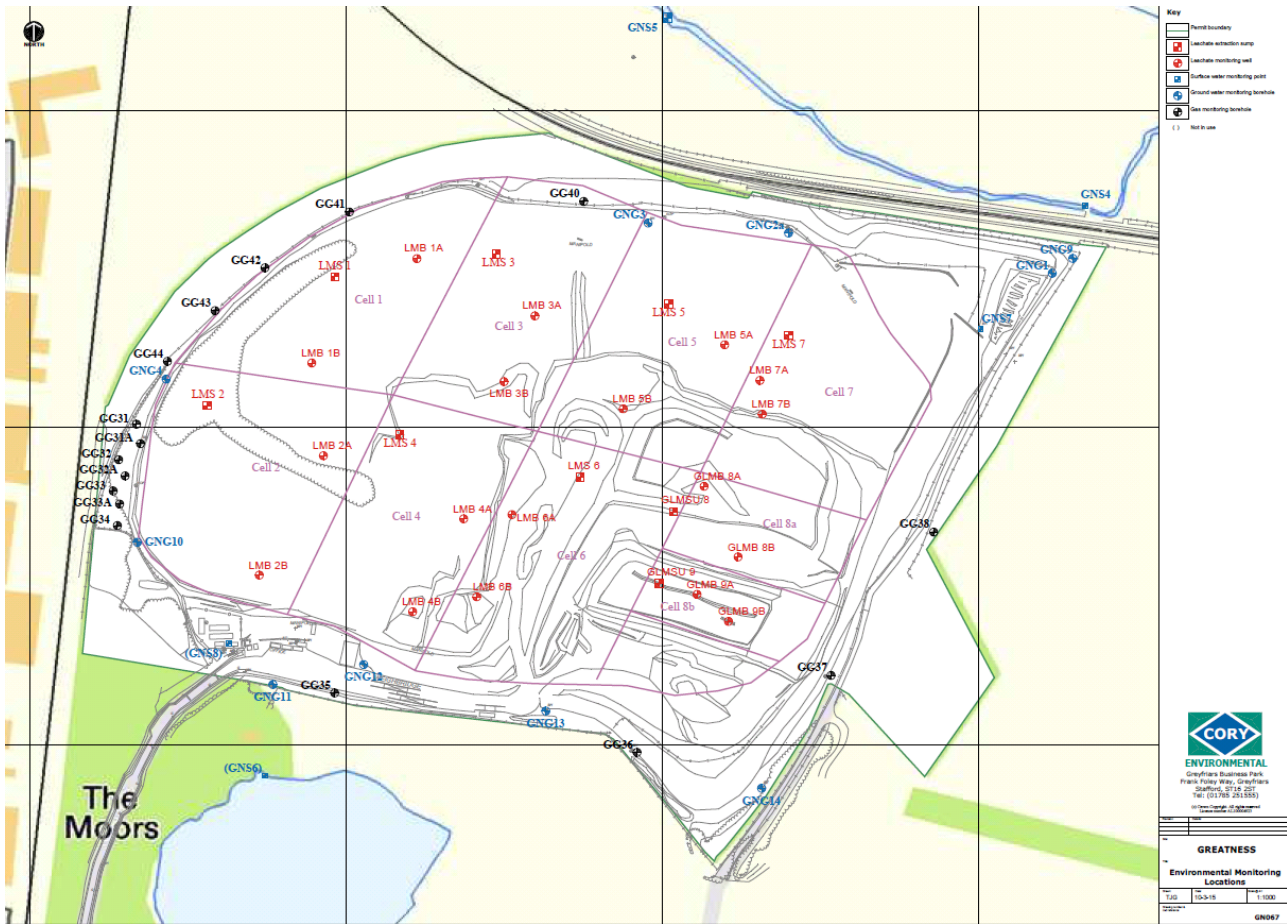 NORTH
GNS5
GNS4
GG40
GG41
GNG3
GNG2a
GNG9
GNG1
GG42
LMB 1A
LMS 3
LMS 1
Cell 1
GG43
LMB 3A
Cell 3
LMS 5
GNS7
Cell 5
LMB 5A
LMS 7
GG44
LMB 1B
GNG4
LMB 7A
Cell 7
LMS 2
LMB 3B
LMB 5B
LMB 7B
GG31
GG31A
LMS 4
GG32
LMB 2A
Cell 2
GG32A
LMS 6
GLMB 8A
GG33
GG33A
GLMSU 8
GG34
Cell 4
LMB 4A
LMB 6A
Cell 8a
GG38
GNG10
Cell 6
GLMB 8B
LMB 2B
GLMSU 9
LMB 6B
GLMB 9A
LMB 4B
Cell 8b
GLMB 9B
(GNS8)
GNG12
GG37
GNG11
GG35
GNG13
GG36
(GNS6)
GNG14
The
Moors
Key
Permit boundary
Leachate extraction sump
Leachate monitoring well
Surface water monitoring point
Ground water monitoring borehole
Gas monitoring borehole
( ) Not in use
CORY
ENVIRONMENTAL
Greyfriars Business Park
Frank Foley Way, Greyfriars
Stafford, ST16 2ST
Tel: (01785 251555)
GREATNESS
Environmental Monitoring
Locations
TJG 10-3-15 1:1000
GN067